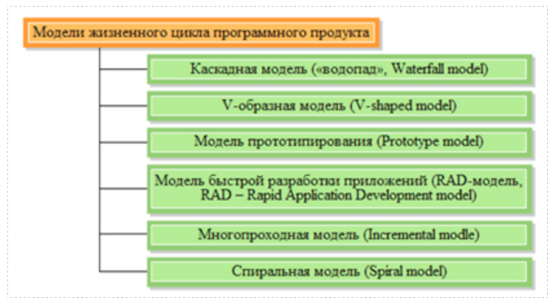 Модели жизненного цикла программного продукта
Каскадная модель («водопад», Waterfall model)
V-образная модель (V-shaped model)
Модель прототипирования (Prototype model)
Модель быстрой разработки приложений (RAD-модель,
RAD – Rapid Application Development model)
Многопроходная модель (Incremental modle)
Спиральная модель (Spiral model)